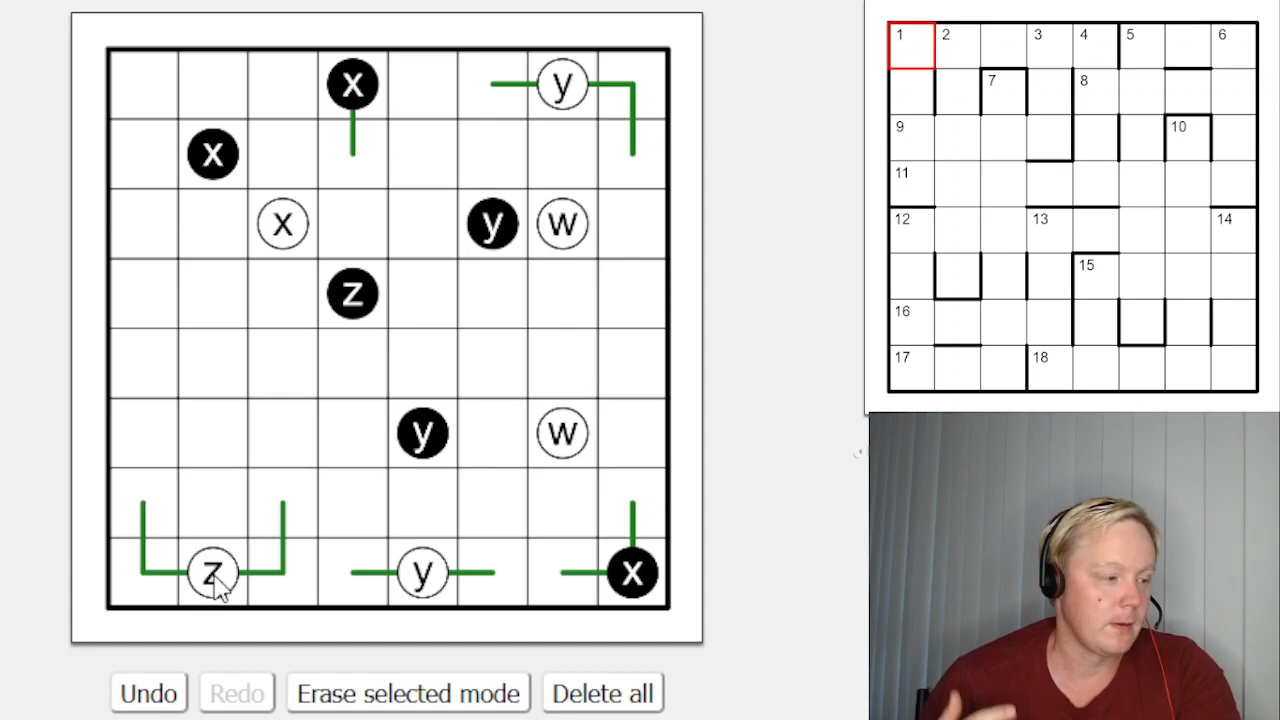 x y
x
x y w
z
y w
z y x
Undo Redo Erase selected mode Delete all
1 2 3 4 5 6
7 8
9 10
11
12 13 14
15
16
17 18